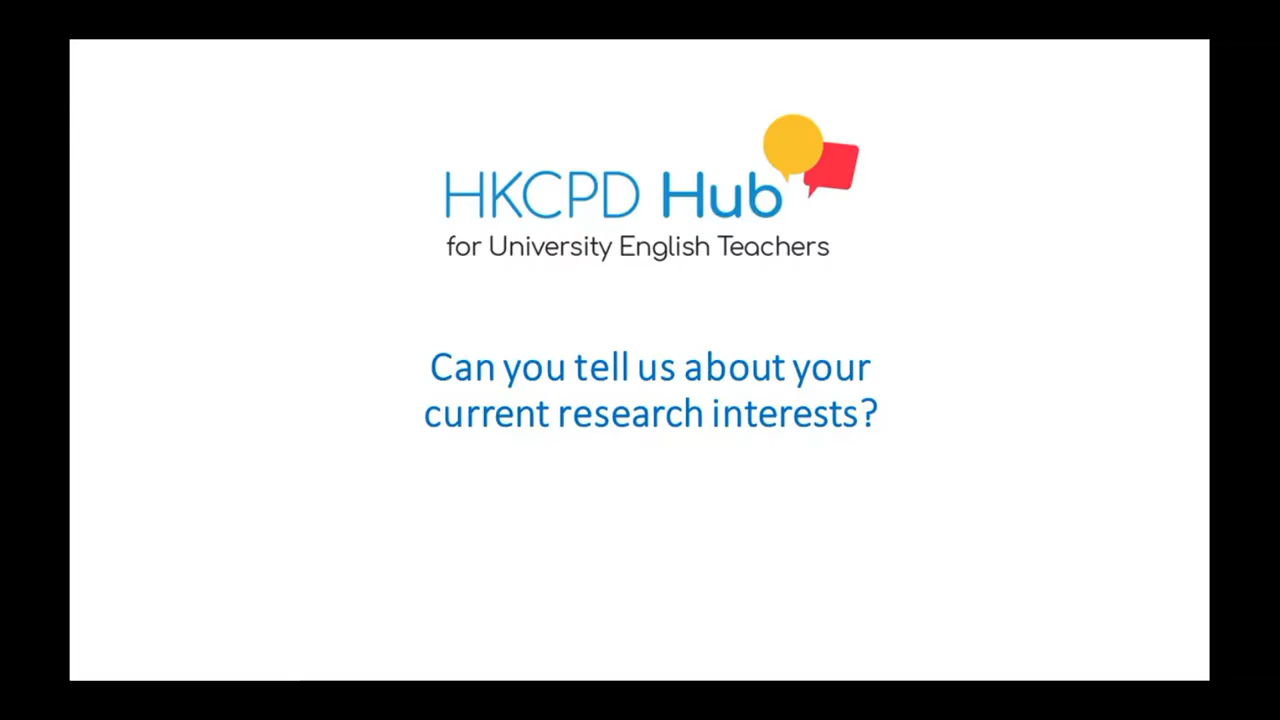 HKCPD Hub
for University English Teachers
Can you tell us about your
current research interests?